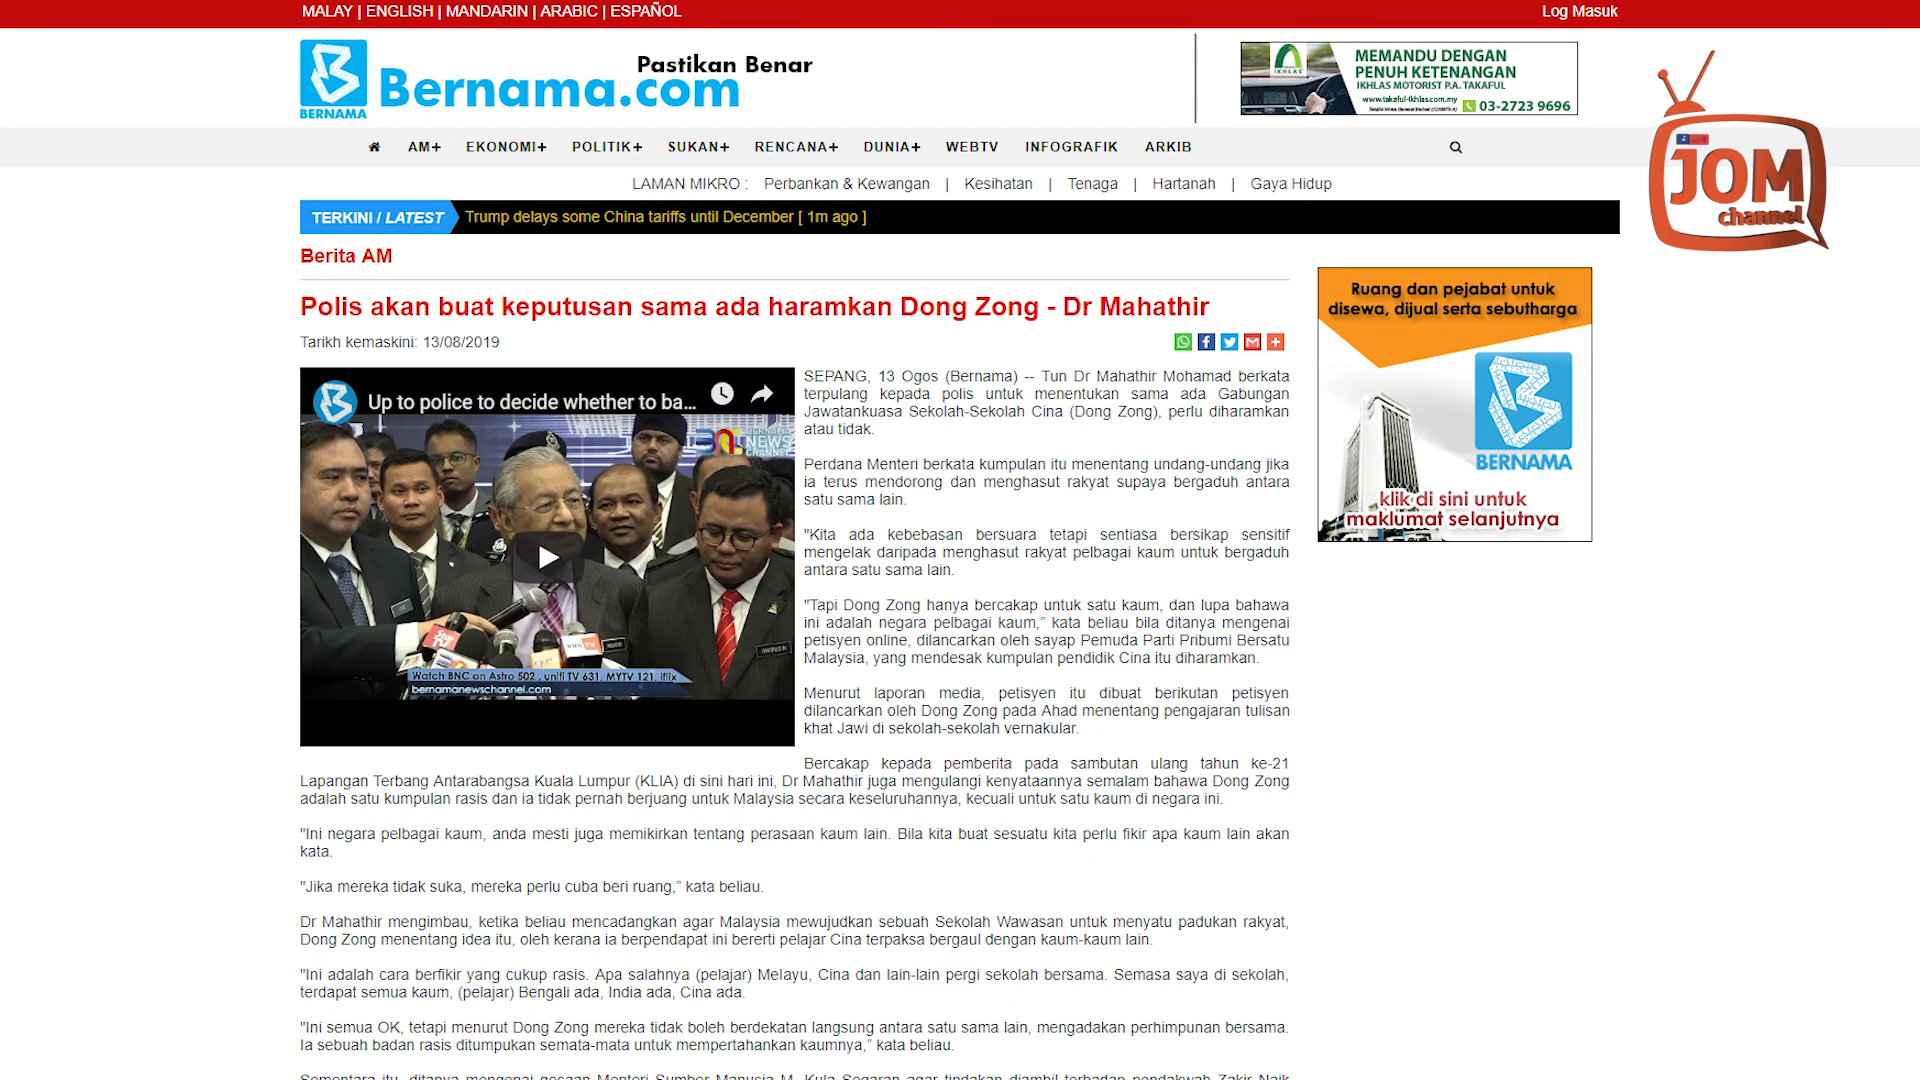 MALAY | ENGLISH | MANDARIN | ARABIC | ESPAÑOL
Log Masuk
BERNAMA
Pastikan Benar
Bernama.com
IKHLAS
MEMANDU DENGAN
PENUH KETENANGAN
IKHLAS MOTORIST P.A. TAKAFUL
www.takaful-ikhlas.com.my
03-2723 9696
JOM
channel
AM+
EKONOMI+
POLITIK+
SUKAN+
RENCANA+
DUNIA+
WEBTV
INFOGRAFIK
ARKIB
LAMAN MIKRO : Perbankan & Kewangan | Kesihatan | Tenaga | Hartanah | Gaya Hidup
TERKINI / LATEST
Trump delays some China tariffs until December [ 1m ago ]
Berita AM
Polis akan buat keputusan sama ada haramkan Dong Zong - Dr Mahathir
Tarikh kemaskini: 13/08/2019
Up to police to decide whether to ba...
BERNAMA
NEWS
CHANNEL
Watch BNC on Astro 502 , unifi TV 631, MYTV 121, iflix
bernamanewschannel.com
SEPANG, 13 Ogos (Bernama) -- Tun Dr Mahathir Mohamad berkata
terpulang kepada polis untuk menentukan sama ada Gabungan
Jawatankuasa Sekolah-Sekolah Cina (Dong Zong), perlu diharamkan
atau tidak.
Perdana Menteri berkata kumpulan itu menentang undang-undang jika
ia terus mendorong dan menghasut rakyat supaya bergaduh antara
satu sama lain.
"Kita ada kebebasan bersuara tetapi sentiasa bersikap sensitif
mengelak daripada menghasut rakyat pelbagai kaum untuk bergaduh
antara satu sama lain.
"Tapi Dong Zong hanya bercakap untuk satu kaum, dan lupa bahawa
ini adalah negara pelbagai kaum,” kata beliau bila ditanya mengenai
petisyen online, dilancarkan oleh sayap Pemuda Parti Pribumi Bersatu
Malaysia, yang mendesak kumpulan pendidik Cina itu diharamkan.
Menurut laporan media, petisyen itu dibuat berikutan petisyen
dilancarkan oleh Dong Zong pada Ahad menentang pengajaran tulisan
khat Jawi di sekolah-sekolah vernakular.
Bercakap kepada pemberita pada sambutan ulang tahun ke-21
Lapangan Terbang Antarabangsa Kuala Lumpur (KLIA) di sini hari ini, Dr Mahathir juga mengulangi kenyataannya semalam bahawa Dong Zong
adalah satu kumpulan rasis dan ia tidak pernah berjuang untuk Malaysia secara keseluruhannya, kecuali untuk satu kaum di negara ini.
"Ini negara pelbagai kaum, anda mesti juga memikirkan tentang perasaan kaum lain. Bila kita buat sesuatu kita perlu fikir apa kaum lain akan
kata.
"Jika mereka tidak suka, mereka perlu cuba beri ruang,” kata beliau.
Dr Mahathir mengimbau, ketika beliau mencadangkan agar Malaysia mewujudkan sebuah Sekolah Wawasan untuk menyatu padukan rakyat,
Dong Zong menentang idea itu, oleh kerana ia berpendapat ini bererti pelajar Cina terpaksa bergaul dengan kaum-kaum lain.
"Ini adalah cara berfikir yang cukup rasis. Apa salahnya (pelajar) Melayu, Cina dan lain-lain pergi sekolah bersama. Semasa saya di sekolah,
terdapat semua kaum, (pelajar) Bengali ada, India ada, Cina ada.
"Ini semua OK, tetapi menurut Dong Zong mereka tidak boleh berdekatan langsung antara satu sama lain, mengadakan perhimpunan bersama.
Ia sebuah badan rasis ditumpukan semata-mata untuk mempertahankan kaumnya,” kata beliau.
Sementara itu, ditanya mengenai gesaan Menteri Sumber Manusia M. Kula Segaran agar tindakan diambil terhadap pendakwah Zakir Naik
Ruang dan pejabat untuk
disewa, dijual serta sebutharga
BERNAMA
klik di sini untuk
maklumat selanjutnya